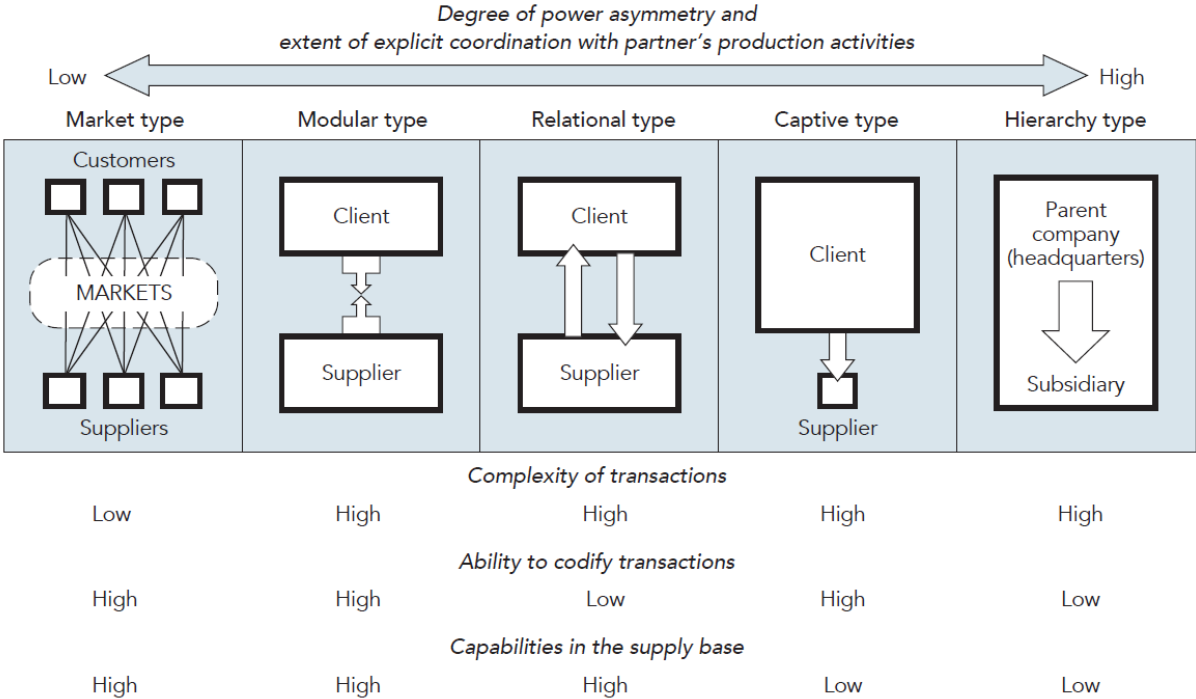 Degree of power asymmetry and
extent of explicit coordination with partner's production activities
Low
High
Market type
Modular type
Relational type
Captive type
Hierarchy type
Customers
MARKETS
Suppliers
Client
Supplier
Client
Supplier
Client
Supplier
Parent
company
(headquarters)
Subsidiary
Complexity of transactions
Low High High High High
Ability to codify transactions
High High Low High Low
Capabilities in the supply base
High High High Low Low